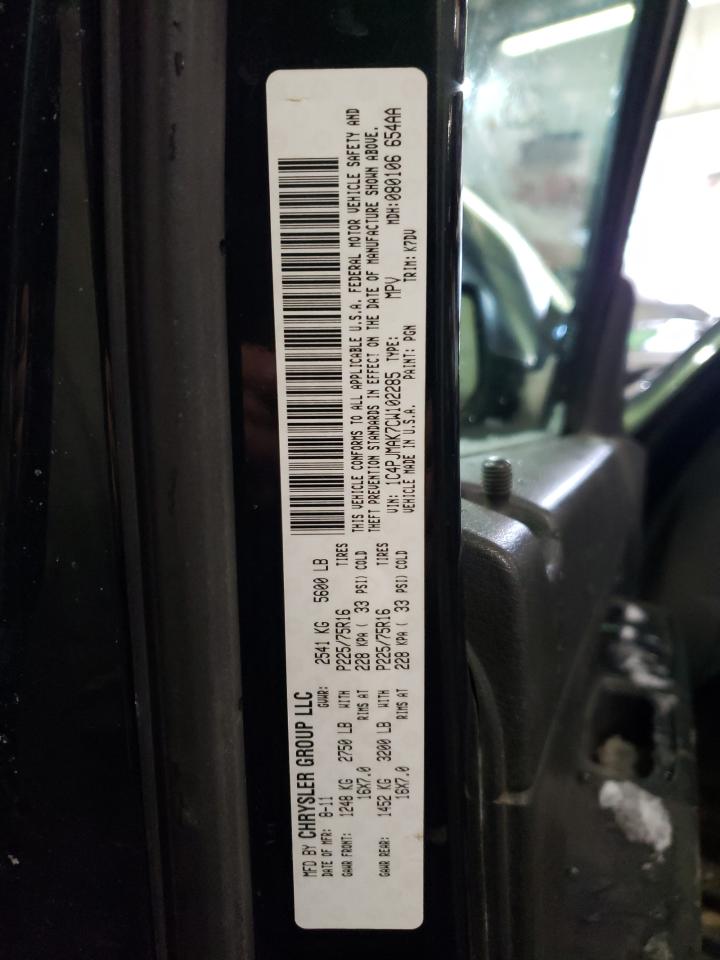 MFD BY CHRYSLER GROUP LLC
DATE OF MFR: 8-11 GVWR: 2541 KG 5600 LB
GAWR FRONT: 1248 KG 2750 LB WITH P225/75R16 TIRES
16X7.0 RIMS AT 228 KPA ( 33 PSI) COLD
GAWR REAR: 1452 KG 3200 LB WITH P225/75R16 TIRES
16X7.0 RIMS AT 228 KPA ( 33 PSI) COLD
THIS VEHICLE CONFORMS TO ALL APPLICABLE U.S.A. FEDERAL MOTOR VEHICLE SAFETY AND
THEFT PREVENTION STANDARDS IN EFFECT ON THE DATE OF MANUFACTURE SHOWN ABOVE.
VIN: 1C4PJMAK7CW102285 TYPE: MPV MDH:080106 654AA
VEHICLE MADE IN U.S.A. PAINT: PGN TRIM: K7DV